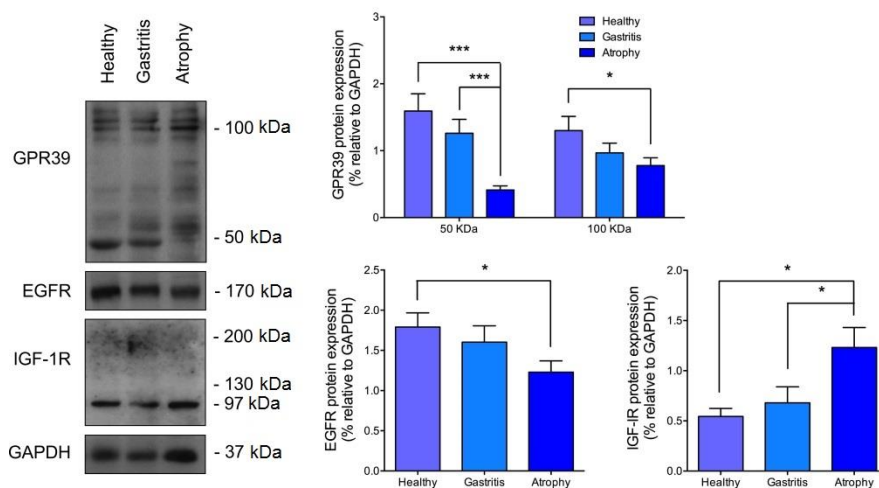 Healthy
Gastritis
Atrophy
GPR39
- 100 kDa
- 50 kDa
EGFR
- 170 kDa
IGF-1R
- 200 kDa
- 130 kDa
- 97 kDa
GAPDH
- 37 kDa
GPR39 protein expression
(% relative to GAPDH)
3
2
1
0
Healthy
Gastritis
Atrophy
***
***
*
50 KDa
100 KDa
EGFR protein expression
(% relative to GAPDH)
2.5
2.0
1.5
1.0
0.5
0.0
*
Healthy
Gastritis
Atrophy
IGF-IR protein expression
(% relative to GAPDH)
2.0
1.5
1.0
0.5
0.0
*
*
Healthy
Gastritis
Atrophy